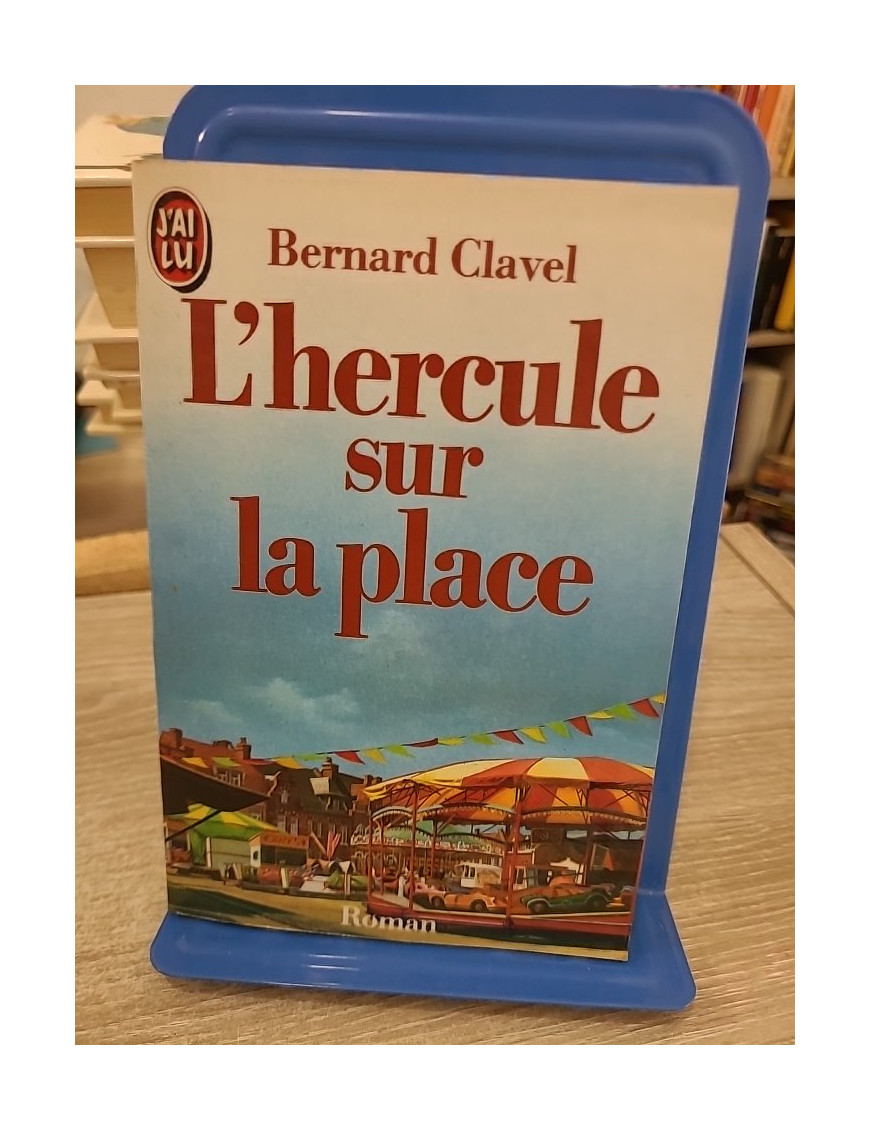 J'AI
LU
Bernard Clavel
L'hercule
sur
la place
Roman